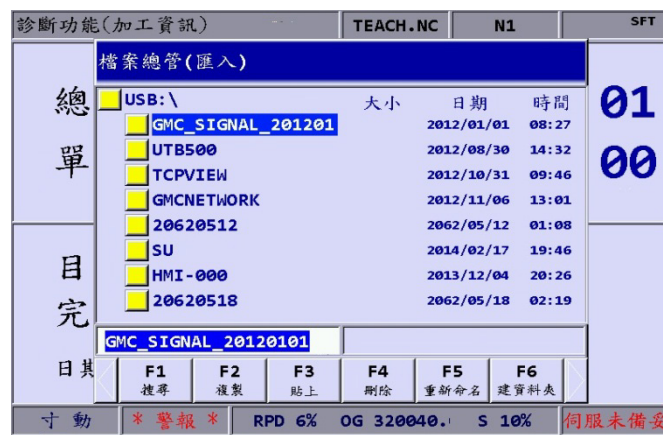 診斷功能(加工資訊) TEACH.NC N1 SFT
檔案總管(匯入)
USB:\ 大小 日期 時間
GMC_SIGNAL_201201 2012/01/01 08:27
UTB500 2012/08/30 14:32
TCPVIEW 2012/10/31 09:46
GMCNETWORK 2012/11/06 13:01
20620512 2062/05/12 01:08
SU 2014/02/17 19:46
HMI-000 2013/12/04 20:26
20620518 2062/05/18 02:19
總 01
單 00
目
完
GMC_SIGNAL_20120101
日期
F1 F2 F3 F4 F5 F6
搜尋 複製 貼上 刪除 重新命名 建資料夾
寸動 * 警報 * RPD 6% OG 320040. S 10% 伺服未備妥